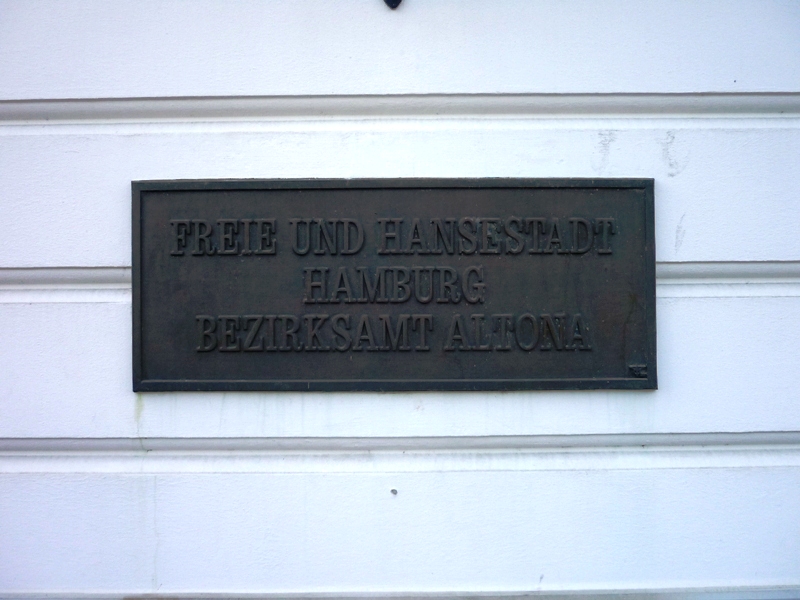 FREIE UND HANSESTADT
HAMBURG
BEZIRKSAMT ALTONA